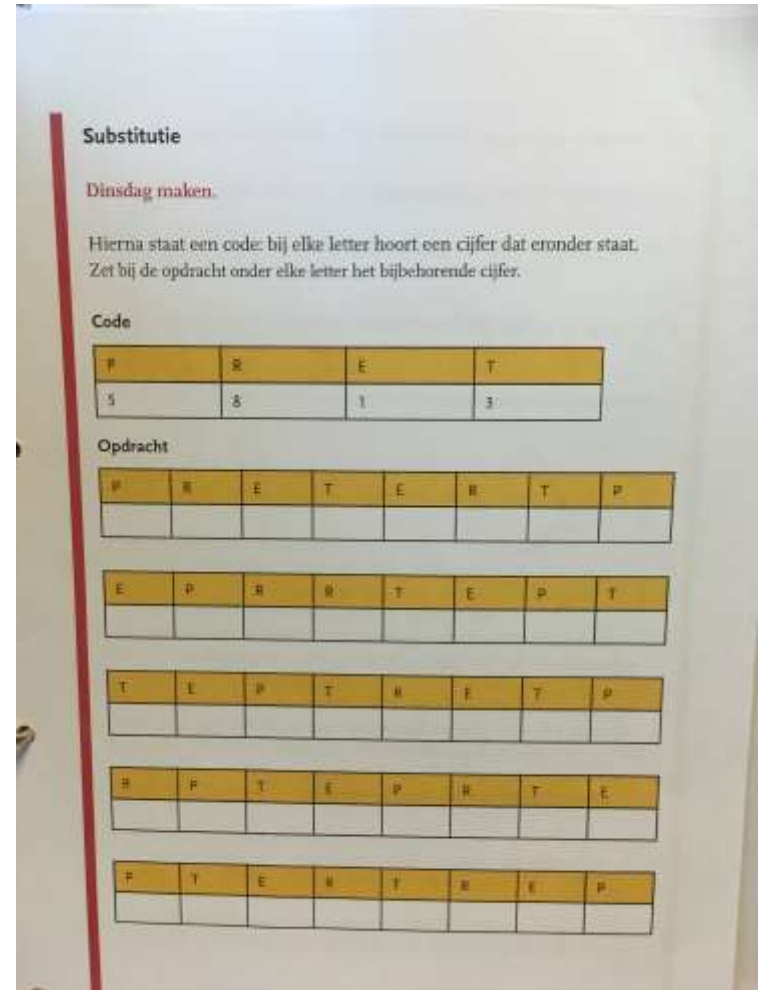 Substitutie
Dinsdag maken.
Hierna staat een code: bij elke letter hoort een cijfer dat eronder staat.
Zet bij de opdracht onder elke letter het bijbehorende cijfer.
Code
P R E T
5 8 1 3
Opdracht
P R E T E R T P
E P R R T E P T
T E P T R E T P
R P T E P R T E
P T E R T R E P